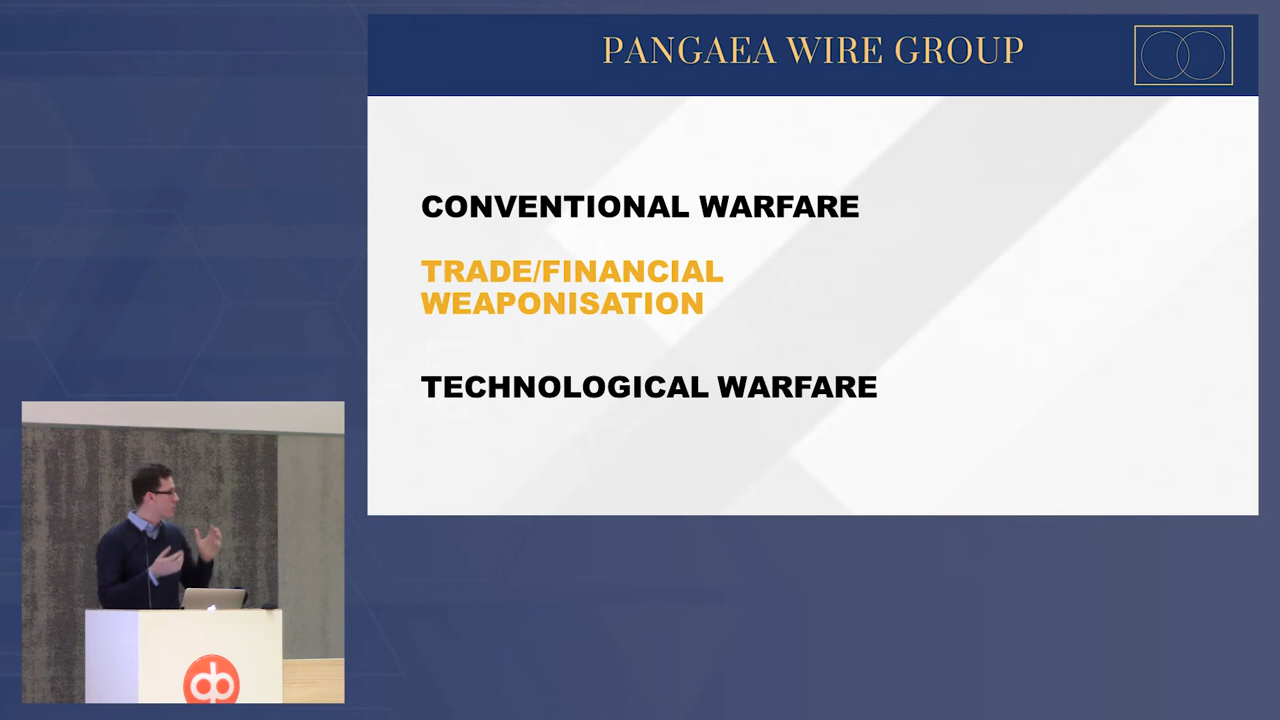 PANGAEA WIRE GROUP
CONVENTIONAL WARFARE
TRADE/FINANCIAL
WEAPONISATION
TECHNOLOGICAL WARFARE